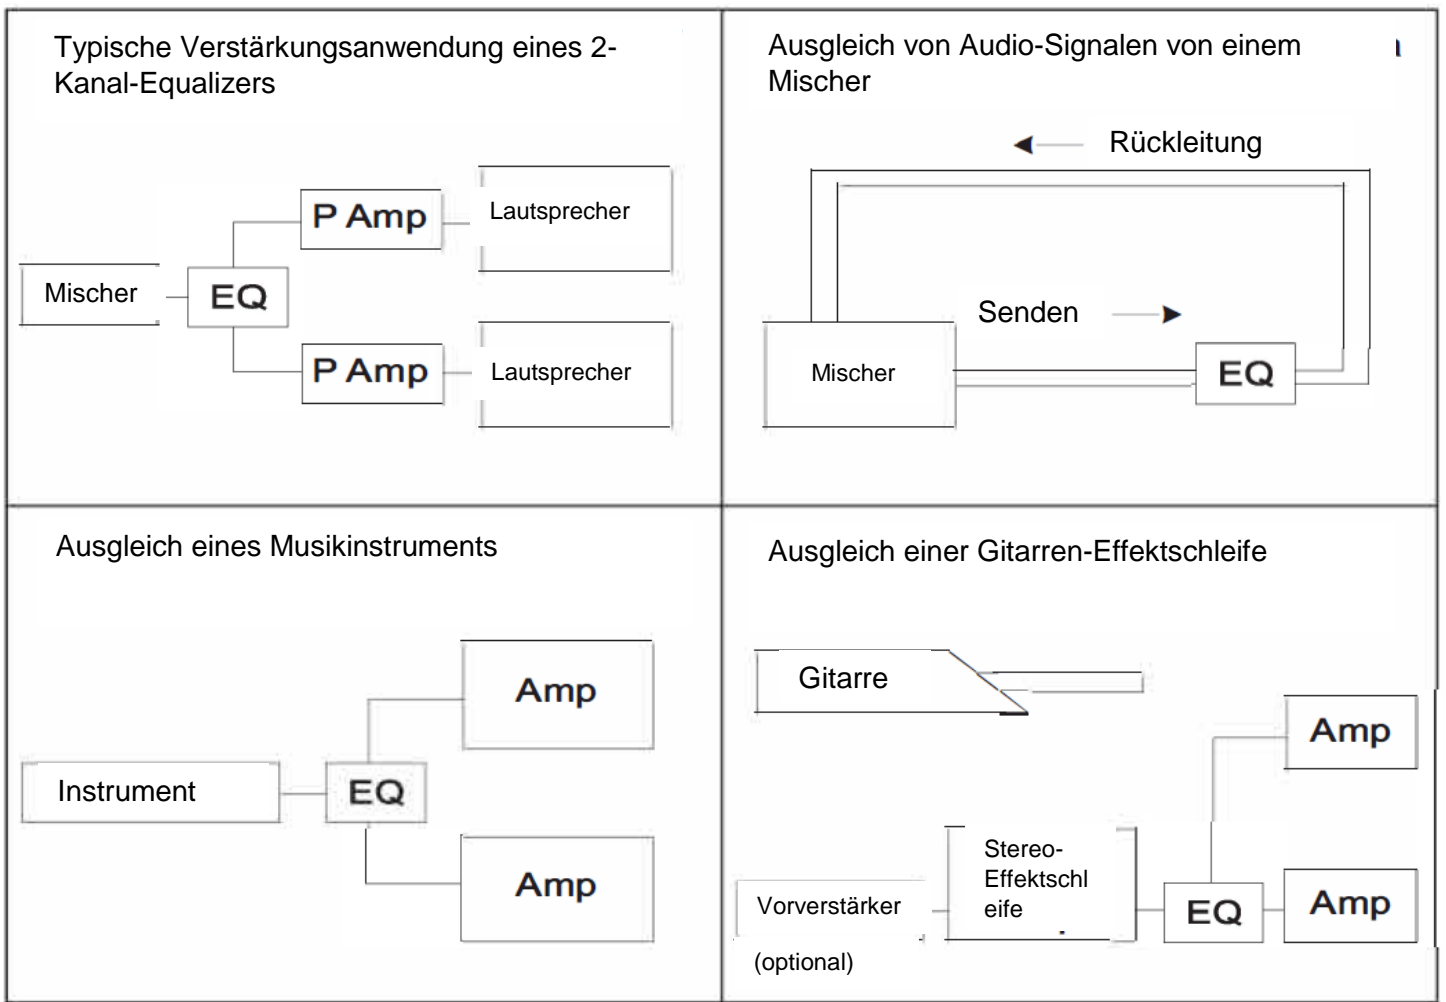 Typische Verstärkungsanwendung eines 2-
Kanal-Equalizers
P Amp
Lautsprecher
Mischer
EQ
P Amp
Lautsprecher
Ausgleich von Audio-Signalen von einem
Mischer
Rückleitung
Senden
Mischer
EQ
Ausgleich eines Musikinstruments
Amp
Instrument
EQ
Amp
Ausgleich einer Gitarren-Effektschleife
Gitarre
Amp
Stereo-
Effektschl
eife
Vorverstärker
EQ
Amp
(optional)